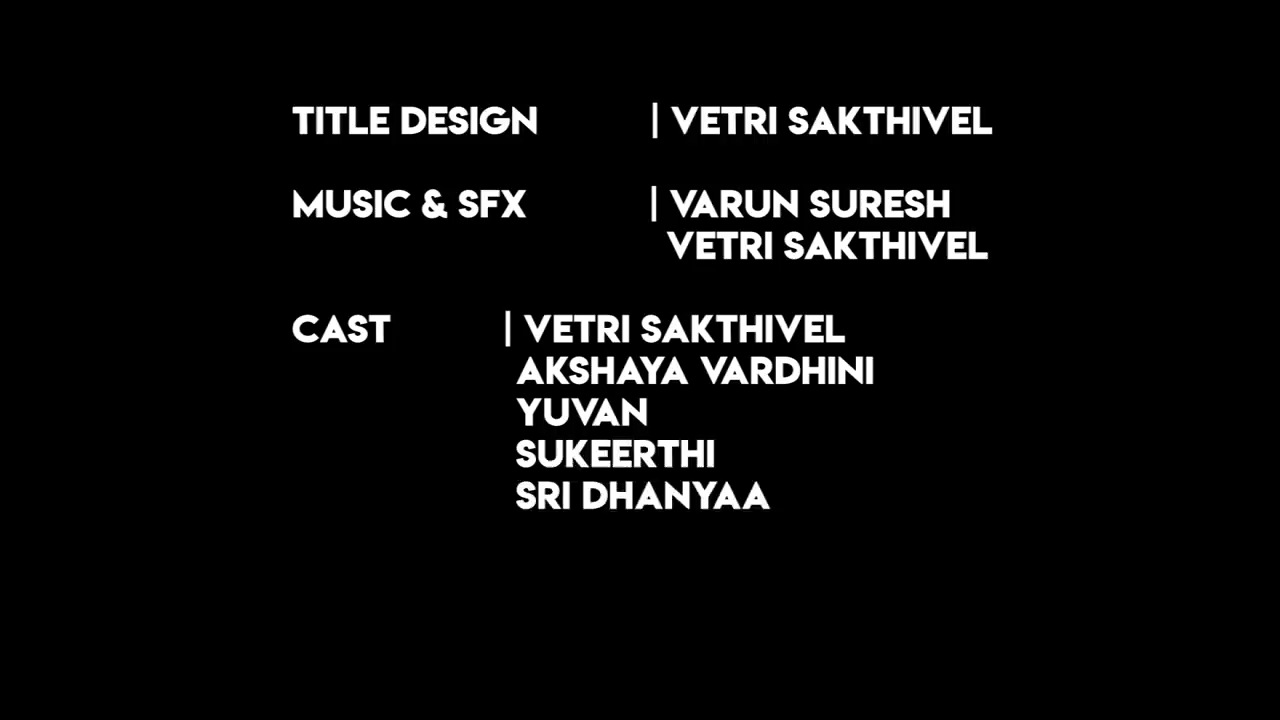 TITLE DESIGN | VETRI SAKTHIVEL
MUSIC & SFX | VARUN SURESH
VETRI SAKTHIVEL
CAST | VETRI SAKTHIVEL
AKSHAYA VARDHINI
YUVAN
SUKEERTHI
SRI DHANYAA